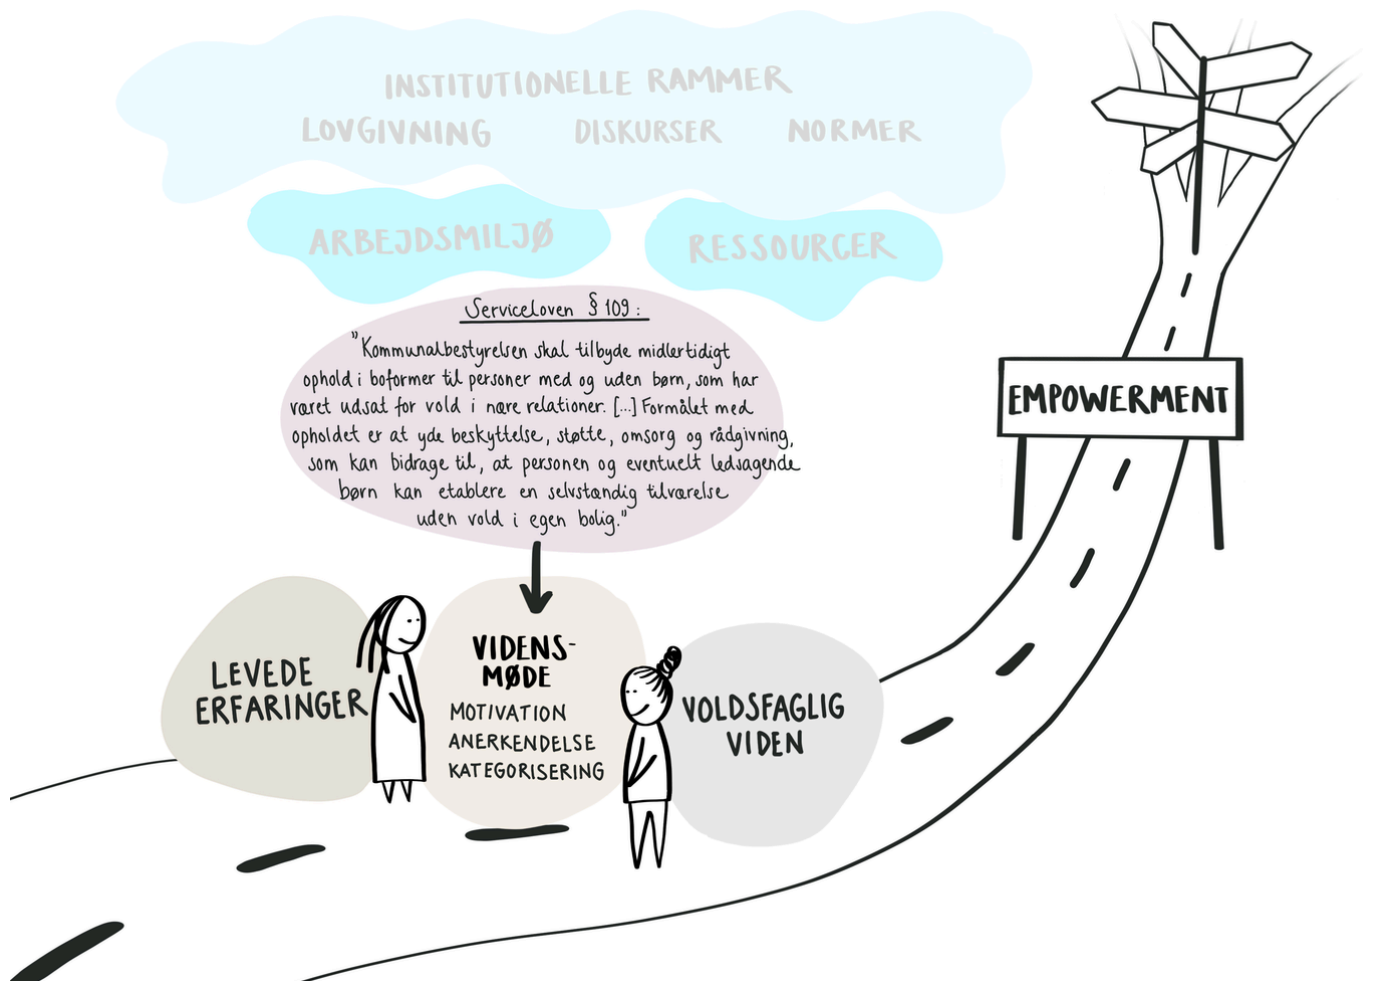 INSTITUTIONELLE RAMMER
LOVGIVNING DISKURSER NORMER
ARBEJDSMILJØ
RESSOURCER
Serviceloven § 109:
"Kommunalbestyrelsen skal tilbyde midlertidigt
ophold i boformer til personer med og uden børn, som har
været udsat for vold i nære relationer. [...] Formålet med
opholdet er at yde beskyttelse, støtte, omsorg og rådgivning,
som kan bidrage til, at personen og eventuelt ledsagende
børn kan etablere en selvstændig tilværelse
uden vold i egen bolig."
EMPOWERMENT
LEVEDE
ERFARINGER
VIDENS-
MØDE
MOTIVATION
ANERKENDELSE
KATEGORISERING
VOLDSFAGLIG
VIDEN